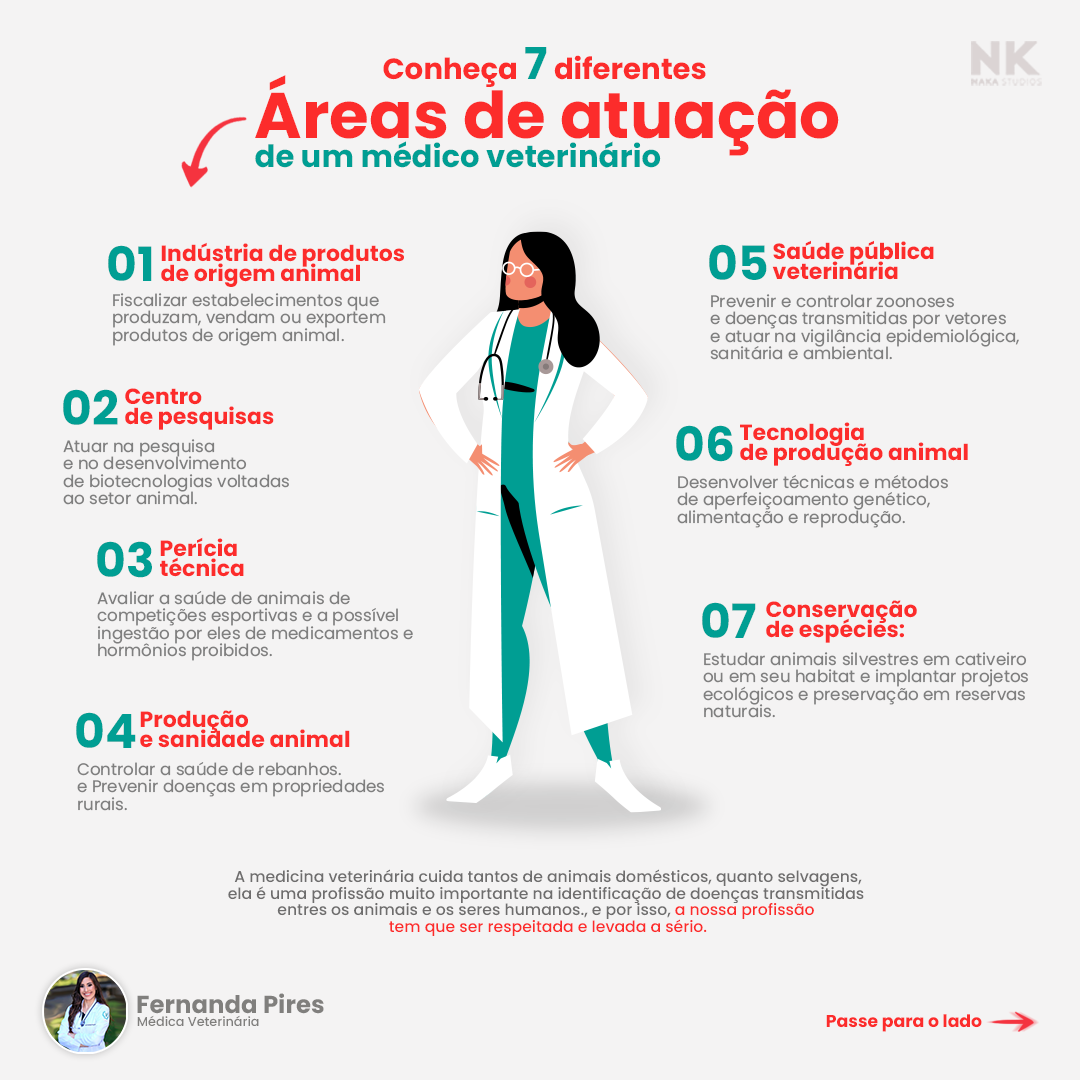 NK
NAKA STUDIOS
Conheça 7 diferentes
Áreas de atuação
de um médico veterinário
01 Indústria de produtos
de origem animal
Fiscalizar estabelecimentos que
produzam, vendam ou exportem
produtos de origem animal.
02 Centro
de pesquisas
Atuar na pesquisa
e no desenvolvimento
de biotecnologias voltadas
ao setor animal.
03 Perícia
técnica
Avaliar a saúde de animais de
competições esportivas e a possível
ingestão por eles de medicamentos e
hormônios proibidos.
04 Produção
e sanidade animal
Controlar a saúde de rebanhos.
e Prevenir doenças em propriedades
rurais.
05 Saúde pública
veterinária
Prevenir e controlar zoonoses
e doenças transmitidas por vetores
e atuar na vigilância epidemiológica,
sanitária e ambiental.
06 Tecnologia
de produção animal
Desenvolver técnicas e métodos
de aperfeiçoamento genético,
alimentação e reprodução.
07 Conservação
de espécies:
Estudar animais silvestres em cativeiro
ou em seu habitat e implantar projetos
ecológicos e preservação em reservas
naturais.
A medicina veterinária cuida tantos de animais domésticos, quanto selvagens,
ela é uma profissão muito importante na identificação de doenças transmitidas
entres os animais e os seres humanos., e por isso, a nossa profissão
tem que ser respeitada e levada a sério.
Fernanda Pires
Médica Veterinária
Passe para o lado